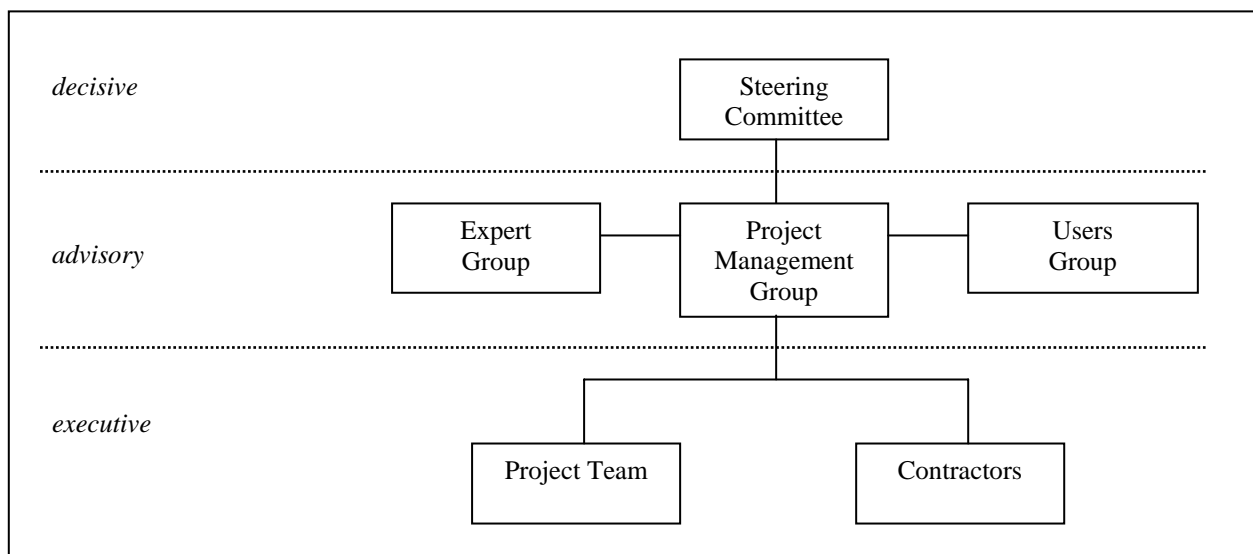 decisive
Steering
Committee
advisory
Expert
Group
Project
Management
Group
Users
Group
executive
Project Team
Contractors